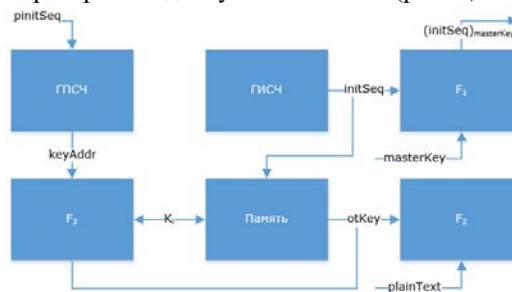 pinitSeq
(initSeq)masterKey
ГПСЧ
ГИСЧ
initSeq
F₁
keyAddr
masterKey
F₃
Kᵢ
Память
otKey
F₂
plainText